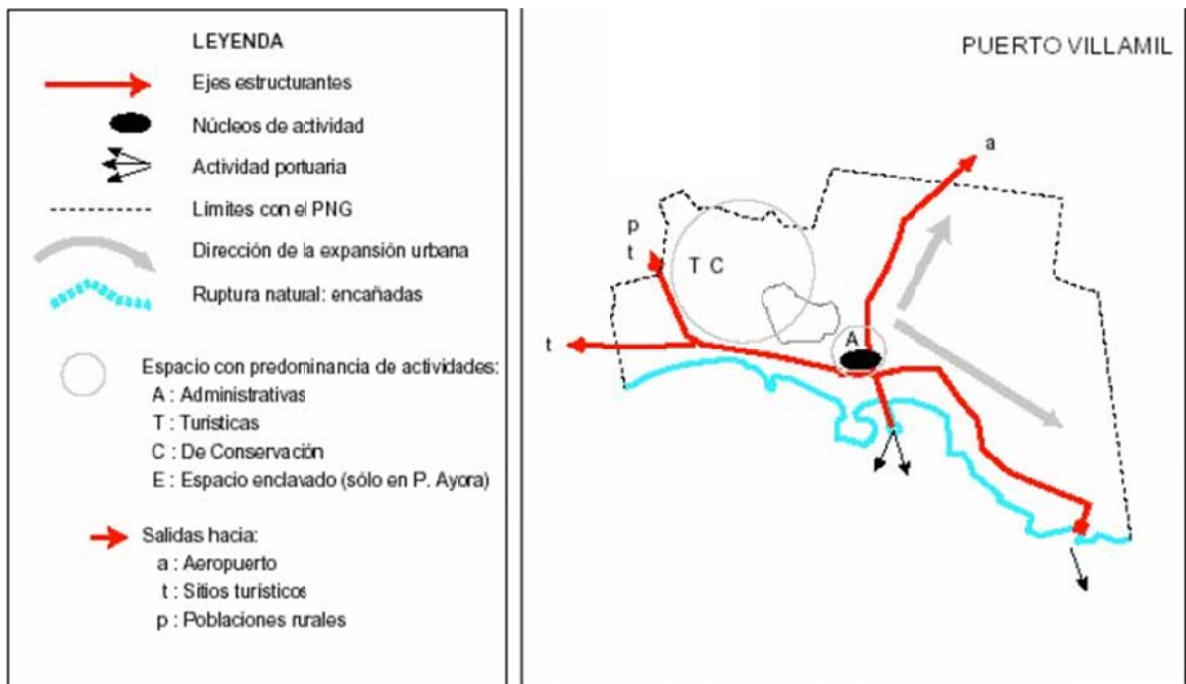 LEYENDA
Ejes estructurantes
Núcleos de actividad
Actividad portuaria
Límites con el PNG
Dirección de la expansión urbana
Ruptura natural: encañadas
Espacio con predominancia de actividades:
A : Administrativas
T : Turísticas
C : De Conservación
E : Espacio enclavado (sólo en P. Ayora)
Salidas hacia:
a : Aeropuerto
t : Sitios turísticos
p : Poblaciones rurales
PUERTO VILLAMIL
a
p
t
T C
A
t